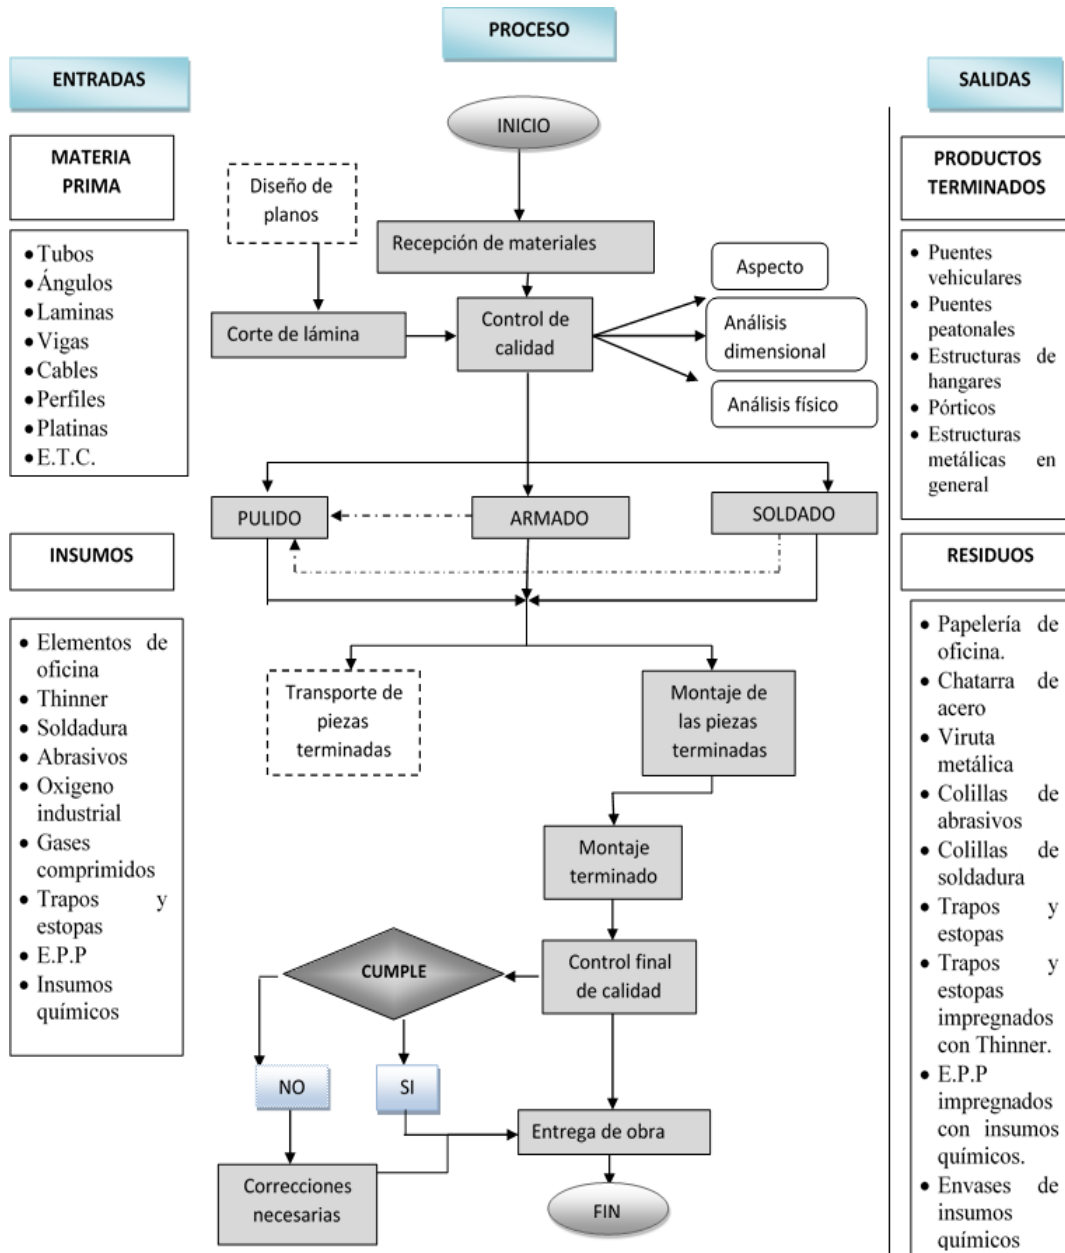 PROCESO
ENTRADAS
SALIDAS
INICIO
MATERIA
PRIMA
Diseño de
planos
PRODUCTOS
TERMINADOS
Recepción de materiales
• Tubos
• Ángulos
• Laminas
• Vigas
• Cables
• Perfiles
• Platinas
• E.T.C.
Corte de lámina
Control de
calidad
Aspecto
Análisis
dimensional
Análisis físico
• Puentes
vehiculares
• Puentes
peatonales
• Estructuras de
hangares
• Pórticos
• Estructuras
metálicas en
general
PULIDO
ARMADO
SOLDADO
INSUMOS
RESIDUOS
• Elementos de
oficina
• Thinner
• Soldadura
• Abrasivos
• Oxigeno
industrial
• Gases
comprimidos
• Trapos y
estopas
• E.P.P
• Insumos
químicos
Transporte de
piezas
terminadas
Montaje de
las piezas
terminadas
Montaje
terminado
Control final
de calidad
CUMPLE
NO
SI
Entrega de obra
Correcciones
necesarias
FIN
• Papelería de
oficina.
• Chatarra de
acero
• Viruta
metálica
• Colillas de
abrasivos
• Colillas de
soldadura
• Trapos y
estopas
• Trapos y
estopas
impregnados
con Thinner.
• E.P.P
impregnados
con insumos
químicos.
• Envases de
insumos
químicos